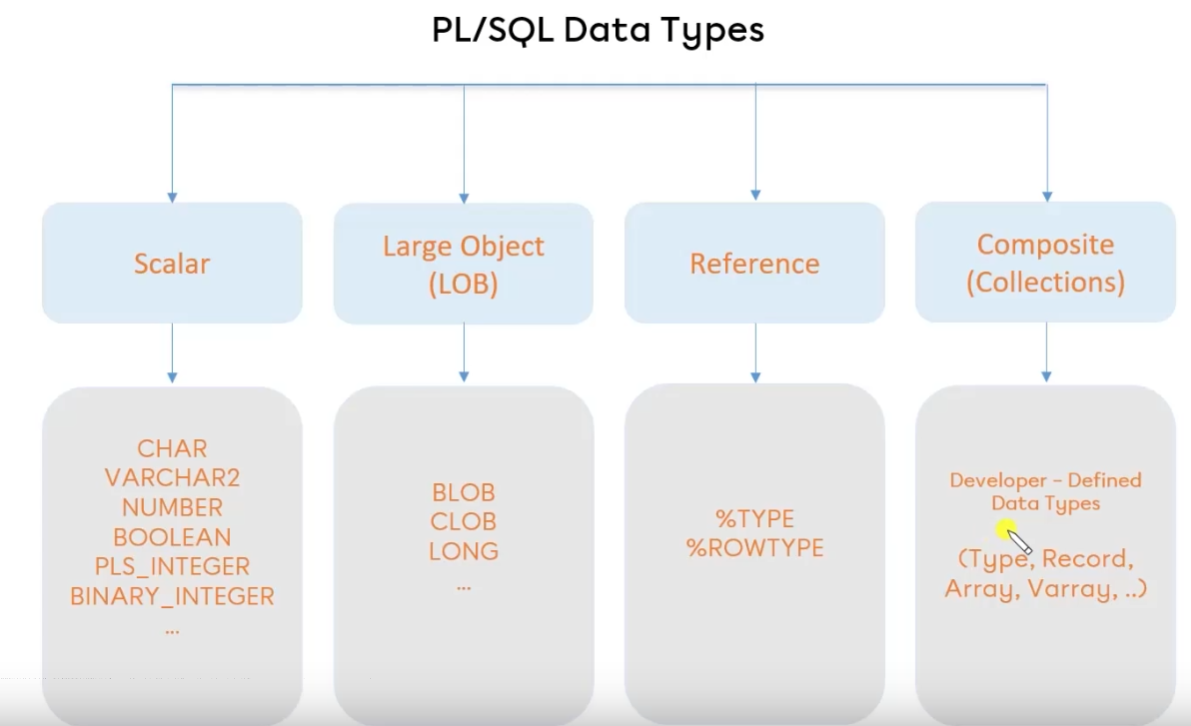 PL/SQL Data Types
Scalar
Large Object
(LOB)
Reference
Composite
(Collections)
CHAR
VARCHAR2
NUMBER
BOOLEAN
PLS_INTEGER
BINARY_INTEGER
...
BLOB
CLOB
LONG
...
%TYPE
%ROWTYPE
Developer – Defined
Data Types
(Type, Record,
Array, Varray, ..)